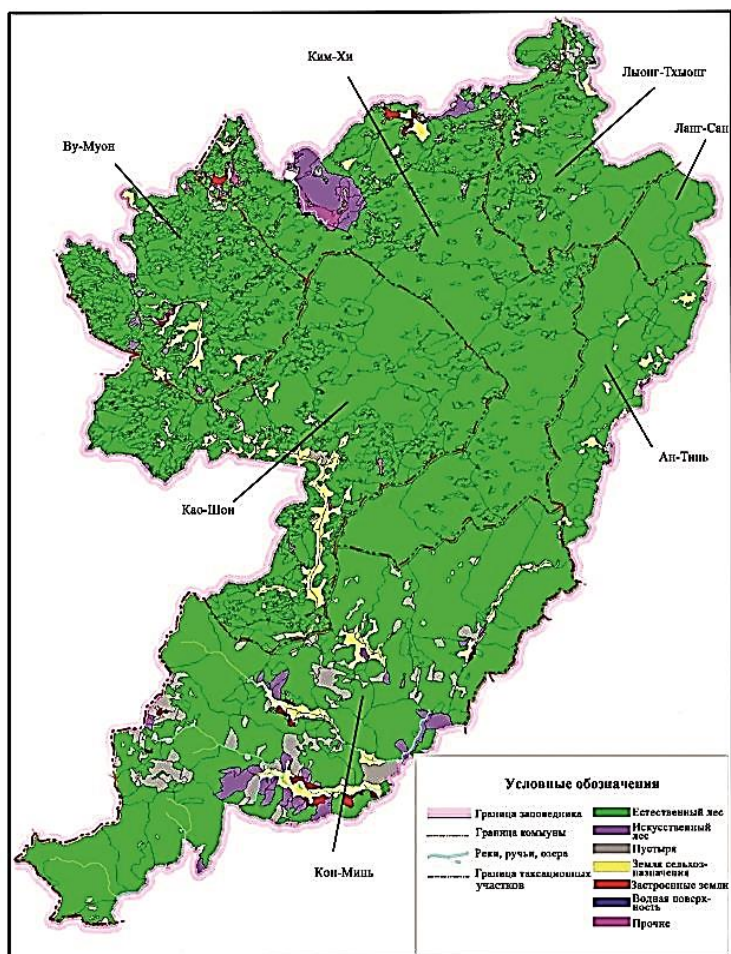 Ким-Хи
Лыонг-Тхыонг
Ланг-Сан
Ву-Муон
Ан-Тинь
Као-Шон
Кон-Минь
Условные обозначения
Граница заповедника
Граница коммуны
Реки, ручьи, озера
Граница таксационных
участков
Естественный лес
Искусственный
лес
Пустыря
Земля сельхоз-
назначения
Застроенные земли
Водная поверх-
ность
Прочие